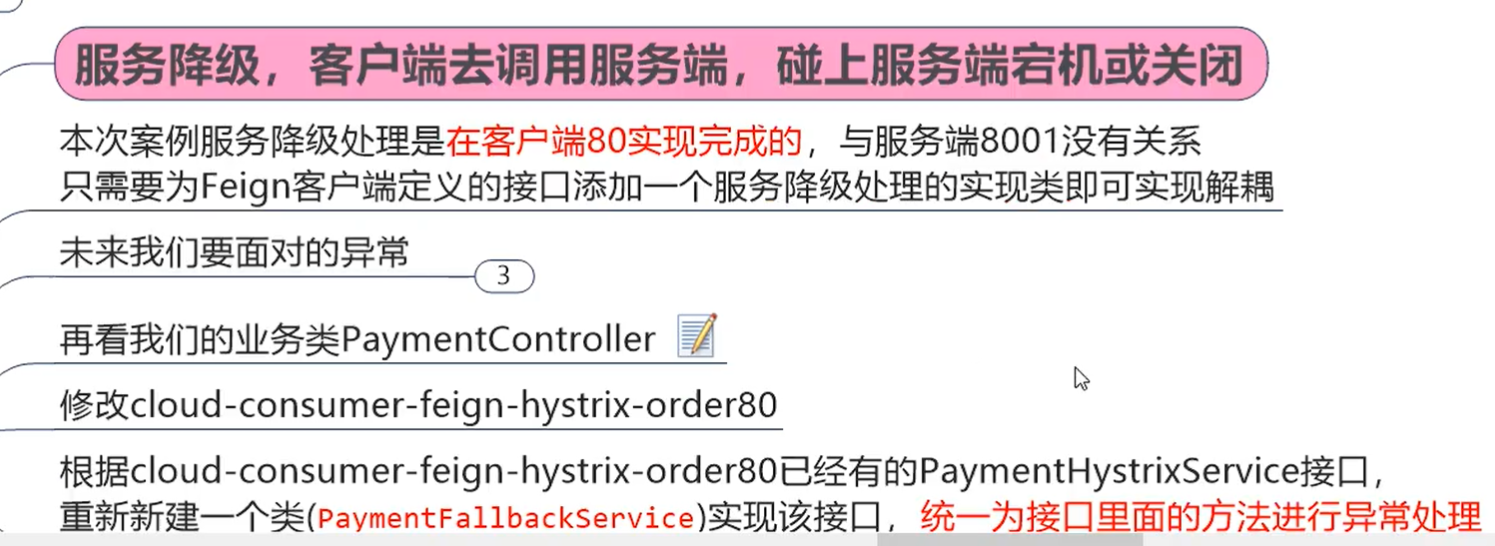 服务降级，客户端去调用服务端，碰上服务端宕机或关闭
本次案例服务降级处理是在客户端80实现完成的，与服务端8001没有关系
只需要为Feign客户端定义的接口添加一个服务降级处理的实现类即可实现解耦
未来我们要面对的异常
3
再看我们的业务类PaymentController
修改cloud-consumer-feign-hystrix-order80
根据cloud-consumer-feign-hystrix-order80已经有的PaymentHystrixService接口，
重新新建一个类(PaymentFallbackService)实现该接口，统一为接口里面的方法进行异常处理